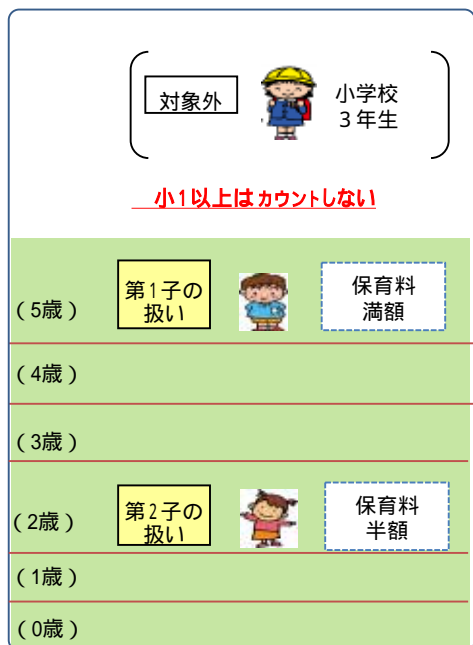 対象外
小学校
３年生
小1以上はカウントしない
（5歳）
第1子の
扱い
保育料
満額
（4歳）
（3歳）
（2歳）
第2子の
扱い
保育料
半額
（1歳）
（0歳）